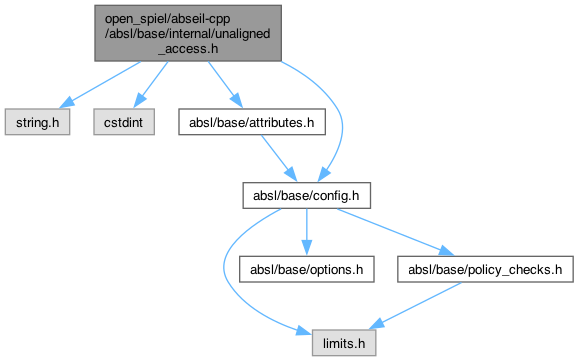 open_spiel/abseil-cpp
/absl/base/internal/unaligned
_access.h
string.h
cstdint
absl/base/attributes.h
absl/base/config.h
absl/base/options.h
absl/base/policy_checks.h
limits.h